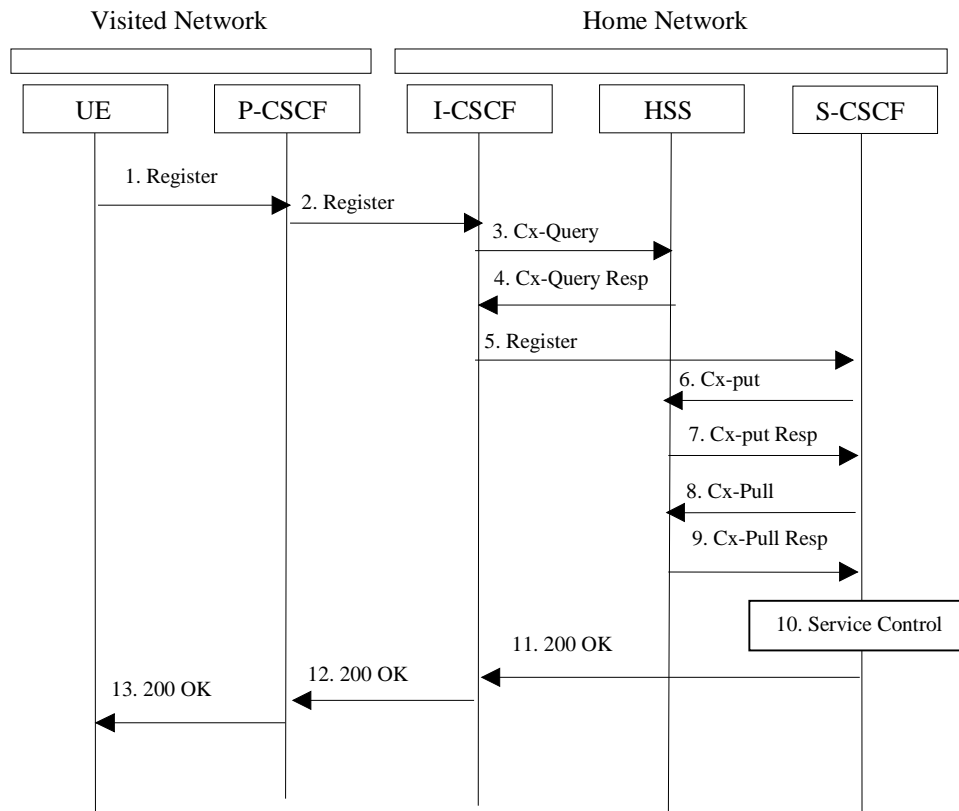 Visited Network
Home Network
UE
P-CSCF
I-CSCF
HSS
S-CSCF
1. Register
2. Register
3. Cx-Query
4. Cx-Query Resp
5. Register
6. Cx-put
7. Cx-put Resp
8. Cx-Pull
9. Cx-Pull Resp
10. Service Control
11. 200 OK
12. 200 OK
13. 200 OK